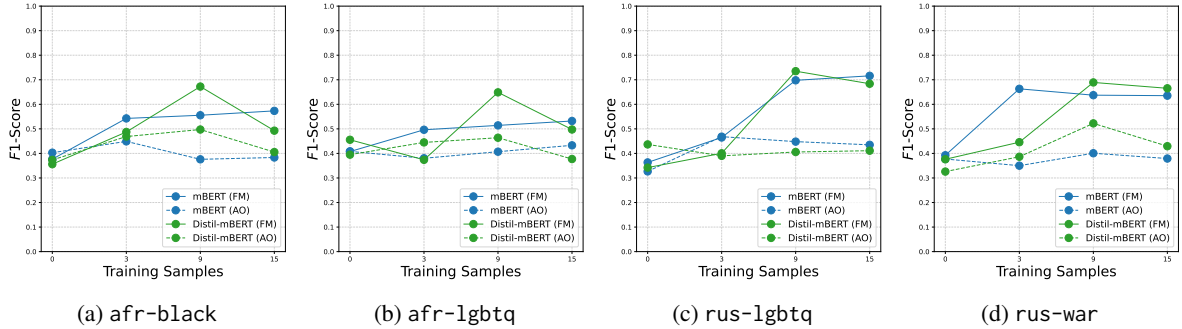 1.0
0.9
0.8
0.7
0.6
0.5
0.4
0.3
0.2
0.1
0.0
F1-Score
mBERT (FM)
mBERT (AO)
Distil-mBERT (FM)
Distil-mBERT (AO)
0 3 9 15
Training Samples
(a) afr-black
1.0
0.9
0.8
0.7
0.6
0.5
0.4
0.3
0.2
0.1
0.0
F1-Score
mBERT (FM)
mBERT (AO)
Distil-mBERT (FM)
Distil-mBERT (AO)
0 3 9 15
Training Samples
(b) afr-lgbtq
1.0
0.9
0.8
0.7
0.6
0.5
0.4
0.3
0.2
0.1
0.0
F1-Score
mBERT (FM)
mBERT (AO)
Distil-mBERT (FM)
Distil-mBERT (AO)
0 3 9 15
Training Samples
(c) rus-lgbtq
1.0
0.9
0.8
0.7
0.6
0.5
0.4
0.3
0.2
0.1
0.0
F1-Score
mBERT (FM)
mBERT (AO)
Distil-mBERT (FM)
Distil-mBERT (AO)
0 3 9 15
Training Samples
(d) rus-war